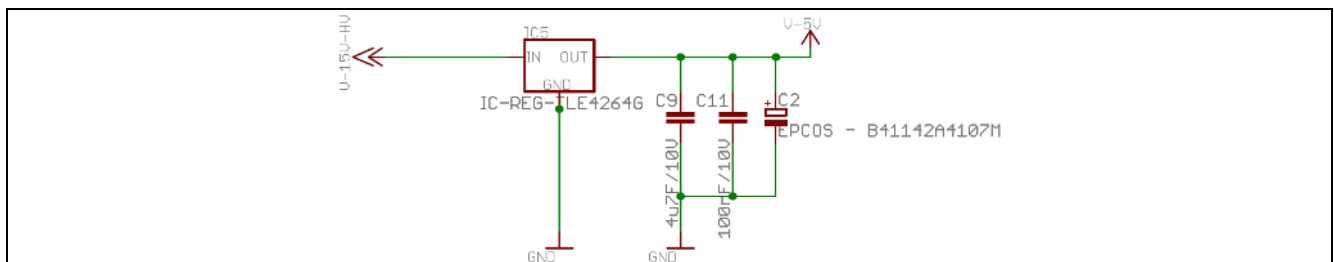 V-15V-HV
IC5
IN OUT
GND
IC-REG-TLE4264G
V-5V
C9
C11
C2
EPCOS - B41142A4107M
4u7F/10V
100nF/10V
GND
GND